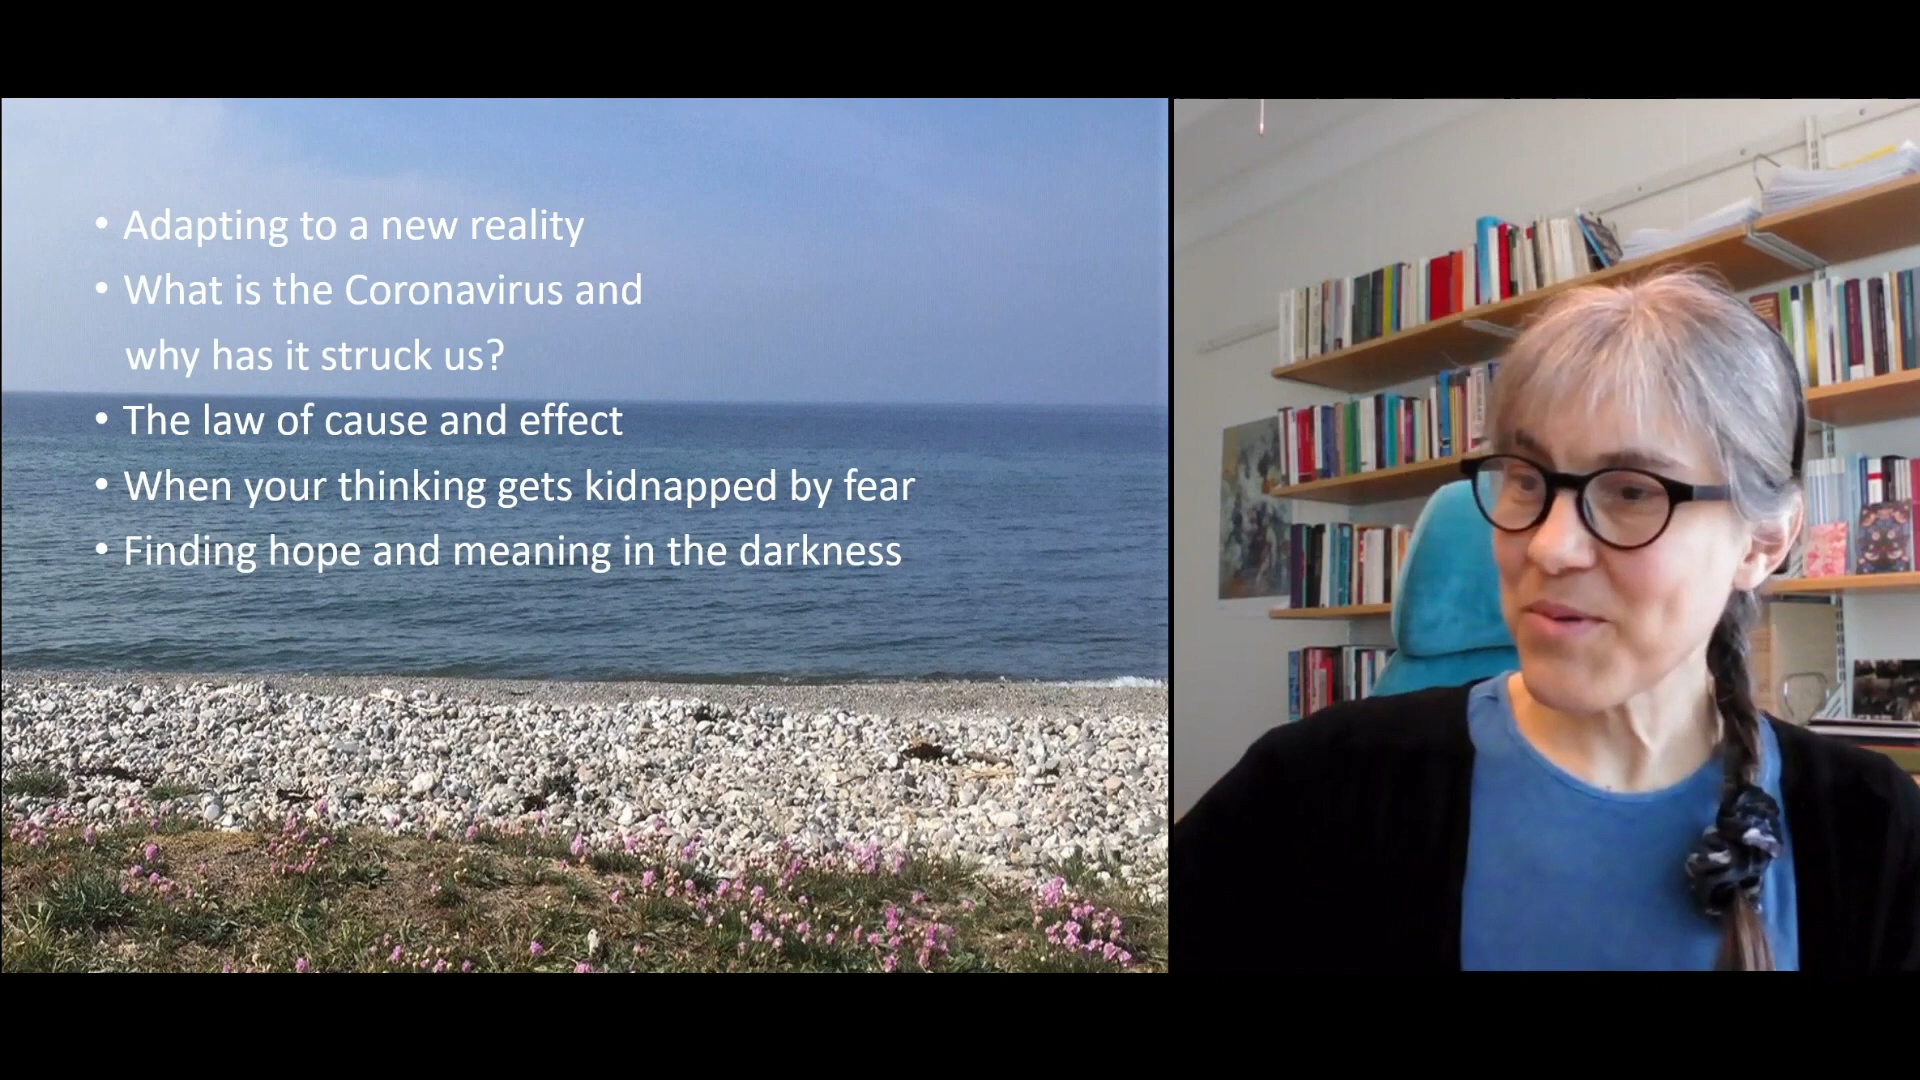 • Adapting to a new reality
• What is the Coronavirus and
why has it struck us?
• The law of cause and effect
• When your thinking gets kidnapped by fear
• Finding hope and meaning in the darkness